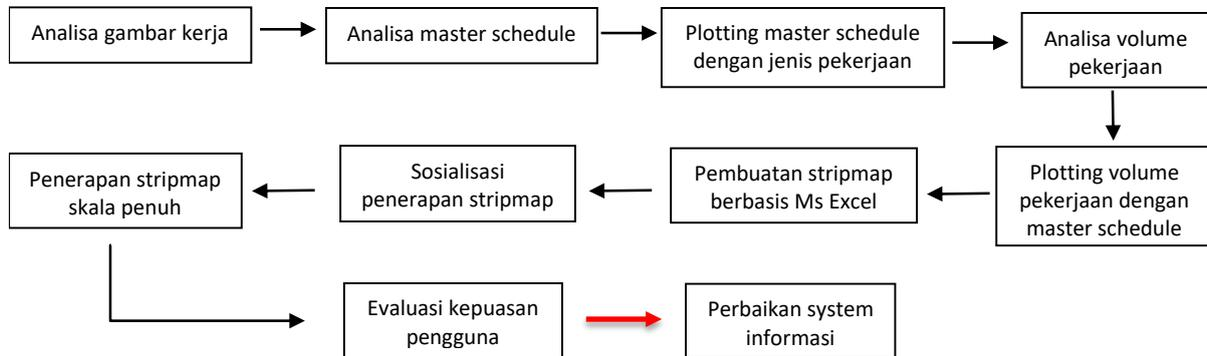 Analisa gambar kerja
Analisa master schedule
Plotting master schedule
dengan jenis pekerjaan
Analisa volume
pekerjaan
Plotting volume
pekerjaan dengan
master schedule
Pembuatan stripmap
berbasis Ms Excel
Sosialisasi
penerapan stripmap
Penerapan stripmap
skala penuh
Evaluasi kepuasan
pengguna
Perbaikan system
informasi